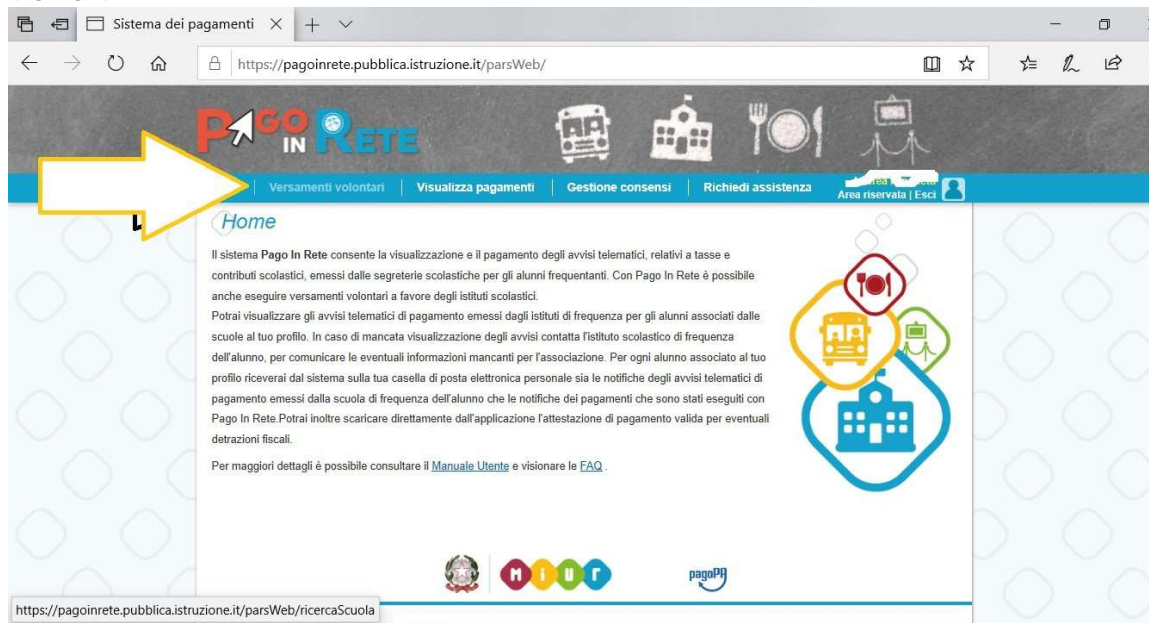 Sistema dei pagamenti
https://pagoinrete.pubblica.istruzione.it/parsWeb/
PAGO IN RETE
Versamenti volontari | Visualizza pagamenti | Gestione consensi | Richiedi assistenza
Area riservata | Esci
Home
Il sistema Pago In Rete consente la visualizzazione e il pagamento degli avvisi telematici, relativi a tasse e
contributi scolastici, emessi dalle segreterie scolastiche per gli alunni frequentanti. Con Pago In Rete è possibile
anche eseguire versamenti volontari a favore degli istituti scolastici.
Potrai visualizzare gli avvisi telematici di pagamento emessi dagli istituti di frequenza per gli alunni associati dalle
scuole al tuo profilo. In caso di mancata visualizzazione degli avvisi contatta l'istituto scolastico di frequenza
dell'alunno, per comunicare le eventuali informazioni mancanti per l'associazione. Per ogni alunno associato al tuo
profilo riceverai dal sistema sulla tua casella di posta elettronica personale sia le notifiche degli avvisi telematici di
pagamento emessi dalla scuola di frequenza dell'alunno che le notifiche dei pagamenti che sono stati eseguiti con
Pago In Rete.Potrai inoltre scaricare direttamente dall'applicazione l'attestazione di pagamento valida per eventuali
detrazioni fiscali.
Per maggiori dettagli è possibile consultare il Manuale Utente e visionare le FAQ .
MIUR
pagoPA
https://pagoinrete.pubblica.istruzione.it/parsWeb/ricercaScuola